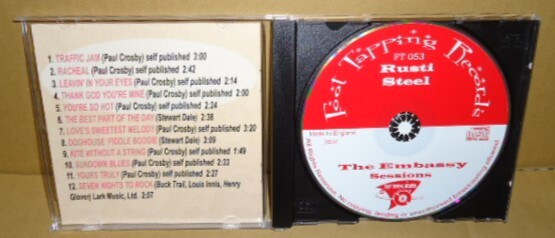 1. TRAFFIC JAM (Paul Crosby) self published 3:00
2. RACHEAL (Paul Crosby) self published 2:42
3. LEAVIN' IN YOUR EYES (Paul Crosby) self published 2:14
4. THANK GOD YOU'RE MINE (Paul Crosby) self published 2:00
5. YOU'RE SO HOT (Paul Crosby) self published 2:24
6. THE BEST PART OF THE DAY (Stewart Dale) 2:38
7. LOVE'S SWEETEST MELODY (Paul Crosby) self published 3:20
8. DOGHOUSE FIDDLE BOOGIE (Stewart Dale) 3:09
9. KITE WITHOUT A STRING (Paul Crosby) self published 1:49
10. SUNDOWN BLUES (Paul Crosby) self published 2:33
11. YOURS TRULY (Paul Crosby) self published 2:27
12. SEVEN NIGHTS TO ROCK (Buck Trail, Louis Innis, Henry
Glover) Lark Music, Ltd. 2:07
Foot Tapping Records
FT 053
Rusti
Steel
Made in England
The Embassy
Sessions
All Rights Reserved.